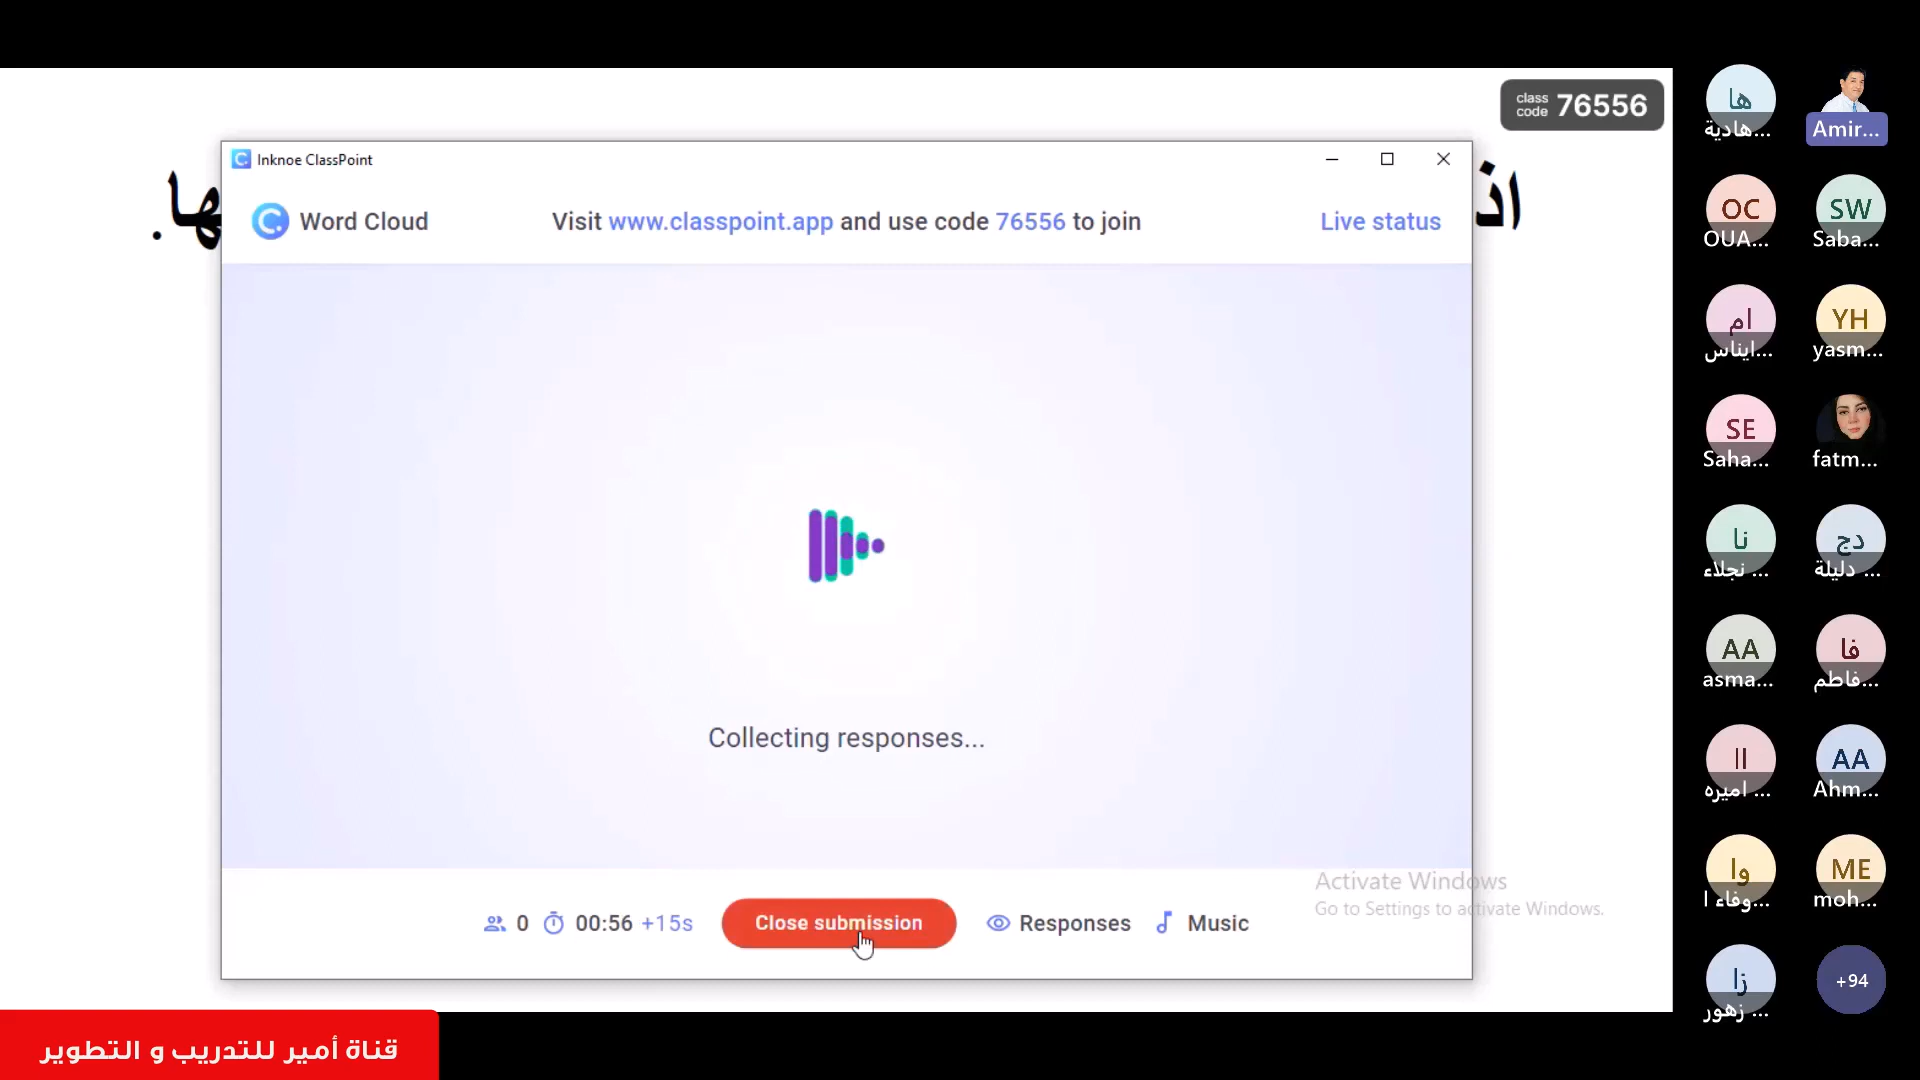 class code 76556
Inknoe ClassPoint
Word Cloud
Visit www.classpoint.app and use code 76556 to join
Live status
Collecting responses...
0 00:56 +15s
Close submission
Responses
Music
Activate Windows
Go to Settings to activate Windows.
ها
هادية...
Amir...
OC
OUA...
SW
Saba...
ام
ايناس...
YH
yasm...
SE
Saha...
fatm...
نا
نجلاء ...
دج
دليلة ...
AA
asma...
فا
فاطم...
اا
اميره ...
AA
Ahm...
وا
وفاء ا...
ME
moh...
زا
زهور ...
+94
قناة أمير للتدريب و التطوير